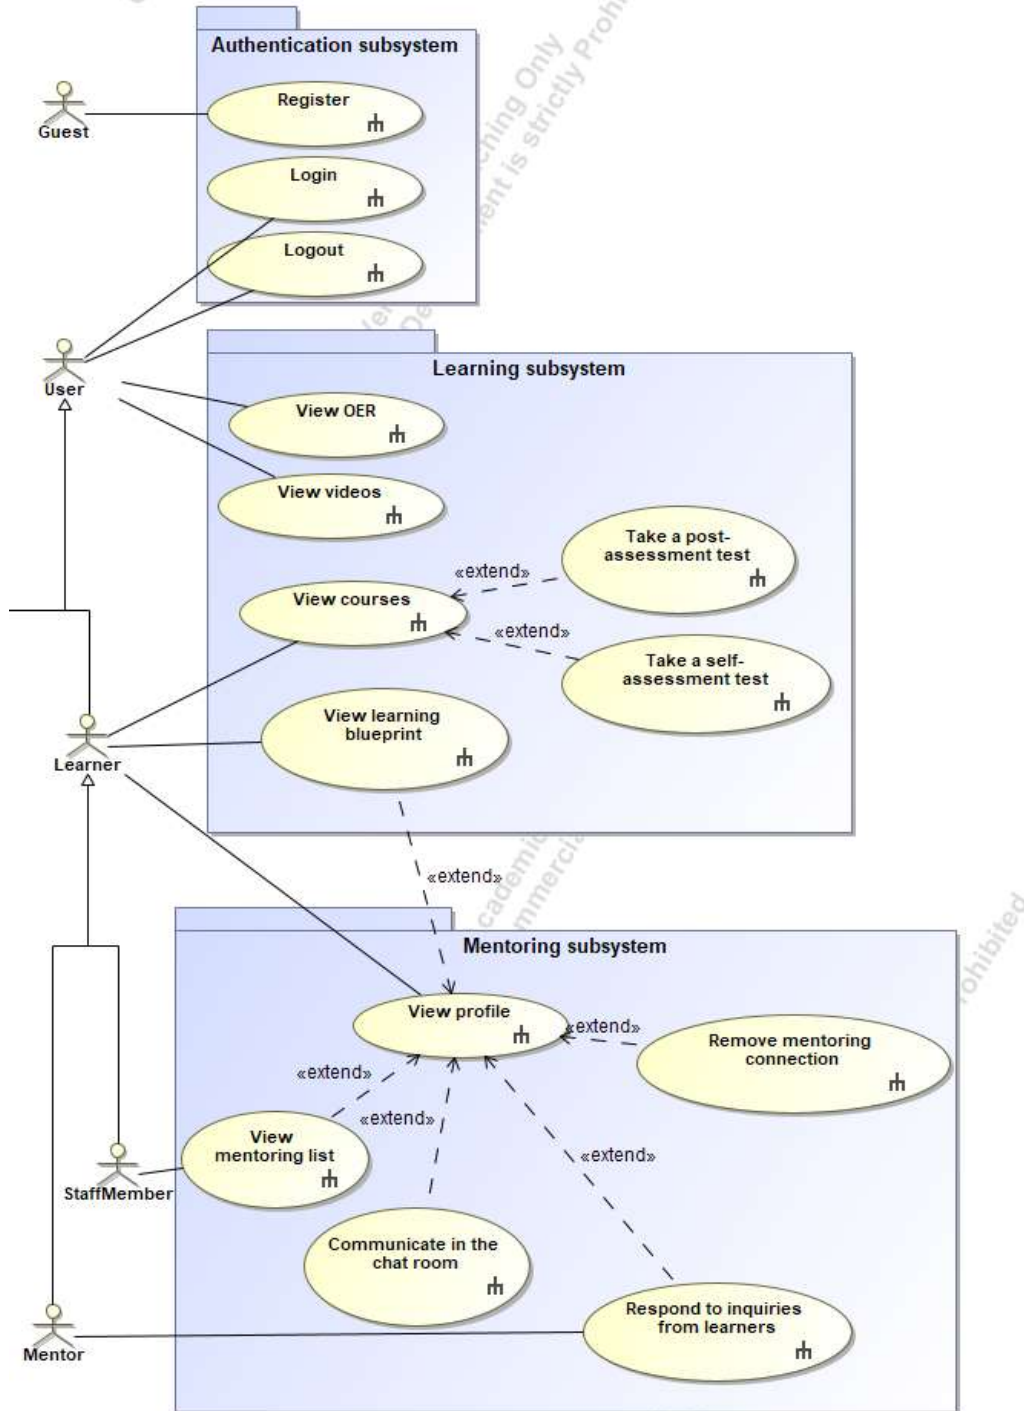 Authentication subsystem
Register
Guest
Login
Logout
User
Learning subsystem
View OER
View videos
Take a post-
assessment test
«extend»
View courses
«extend»
Take a self-
assessment test
View learning
blueprint
Learner
«extend»
Mentoring subsystem
View profile
«extend»
Remove mentoring
connection
«extend»
«extend»
View
mentoring list
«extend»
StaffMember
Communicate in the
chat room
Respond to inquiries
from learners
Mentor